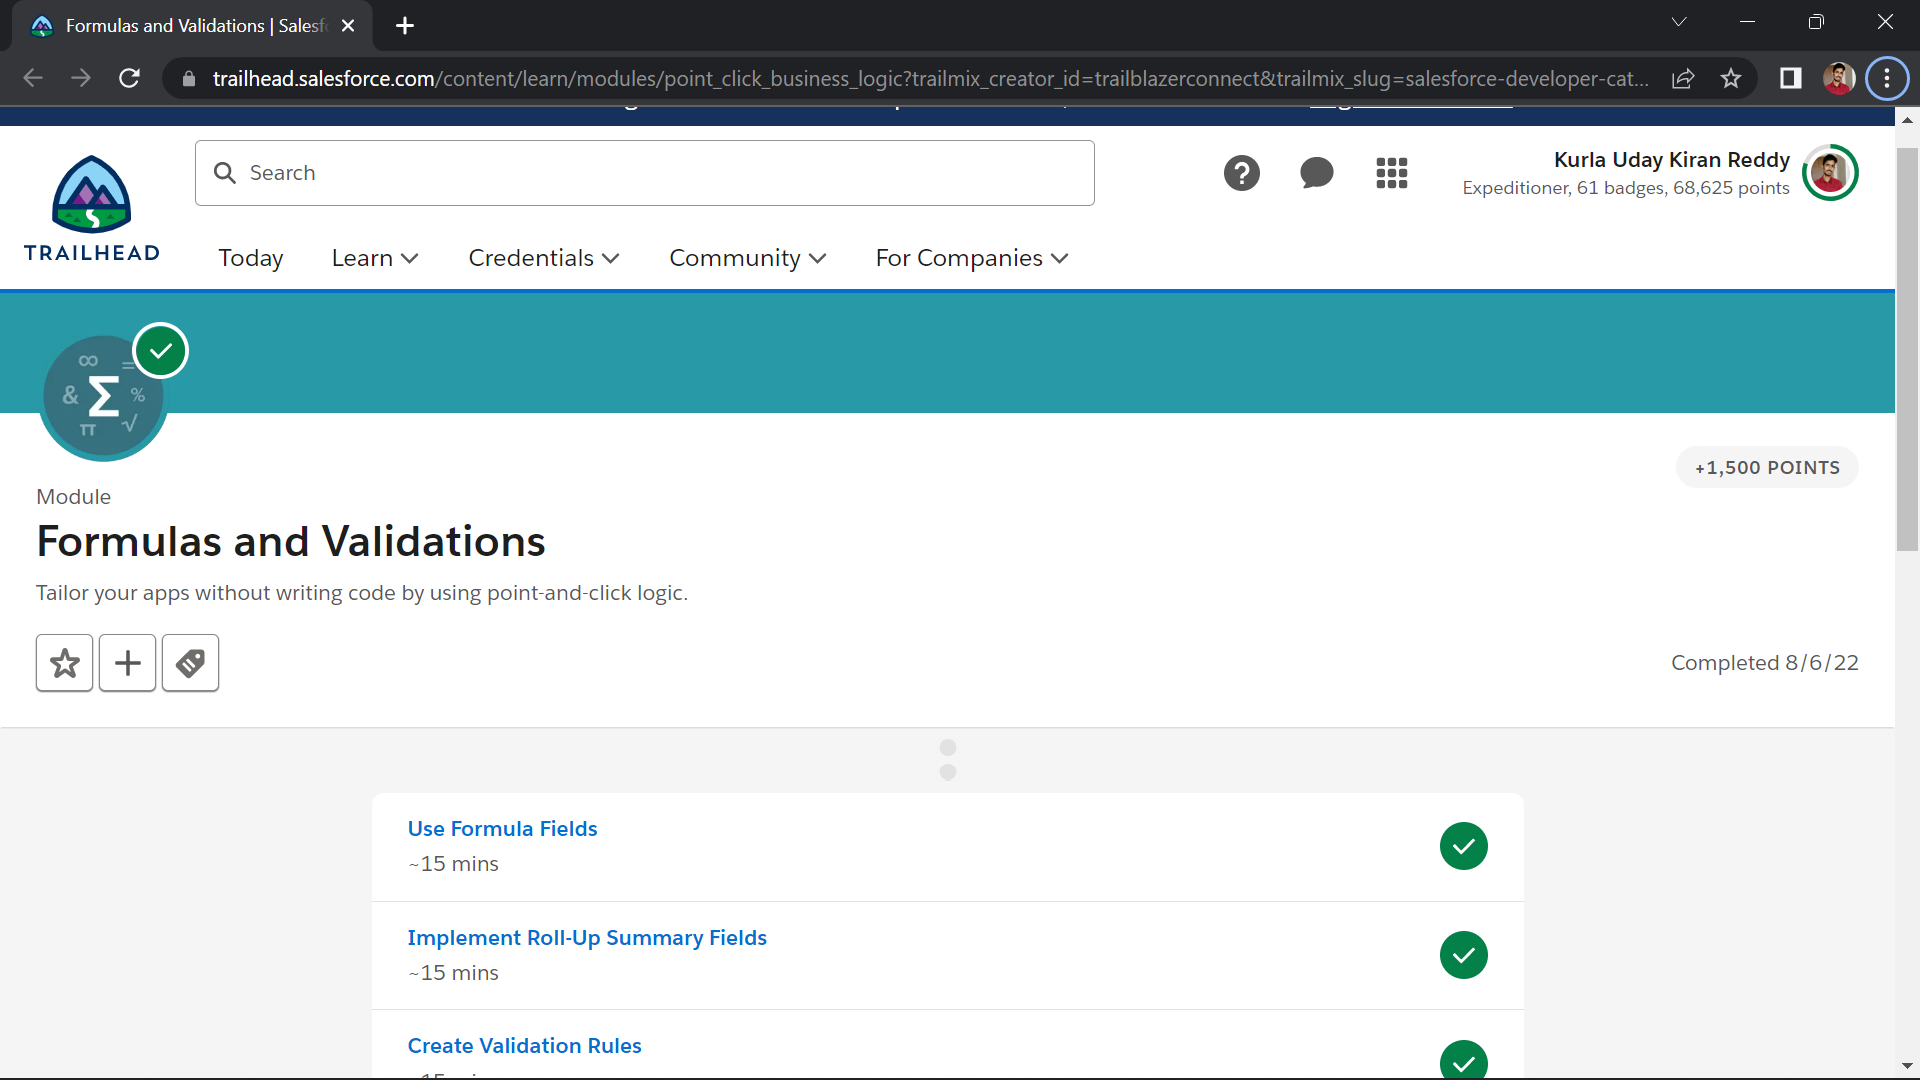 Formulas and Validations | Salesf
trailhead.salesforce.com/content/learn/modules/point_click_business_logic?trailmix_creator_id=trailblazerconnect&trailmix_slug=salesforce-developer-cat...
Search
Kurla Uday Kiran Reddy
Expeditioner, 61 badges, 68,625 points
TRAILHEAD
Today Learn Credentials Community For Companies
∞ = & Σ % π √
+1,500 POINTS
Module
Formulas and Validations
Tailor your apps without writing code by using point-and-click logic.
Completed 8/6/22
Use Formula Fields
~15 mins
Implement Roll-Up Summary Fields
~15 mins
Create Validation Rules